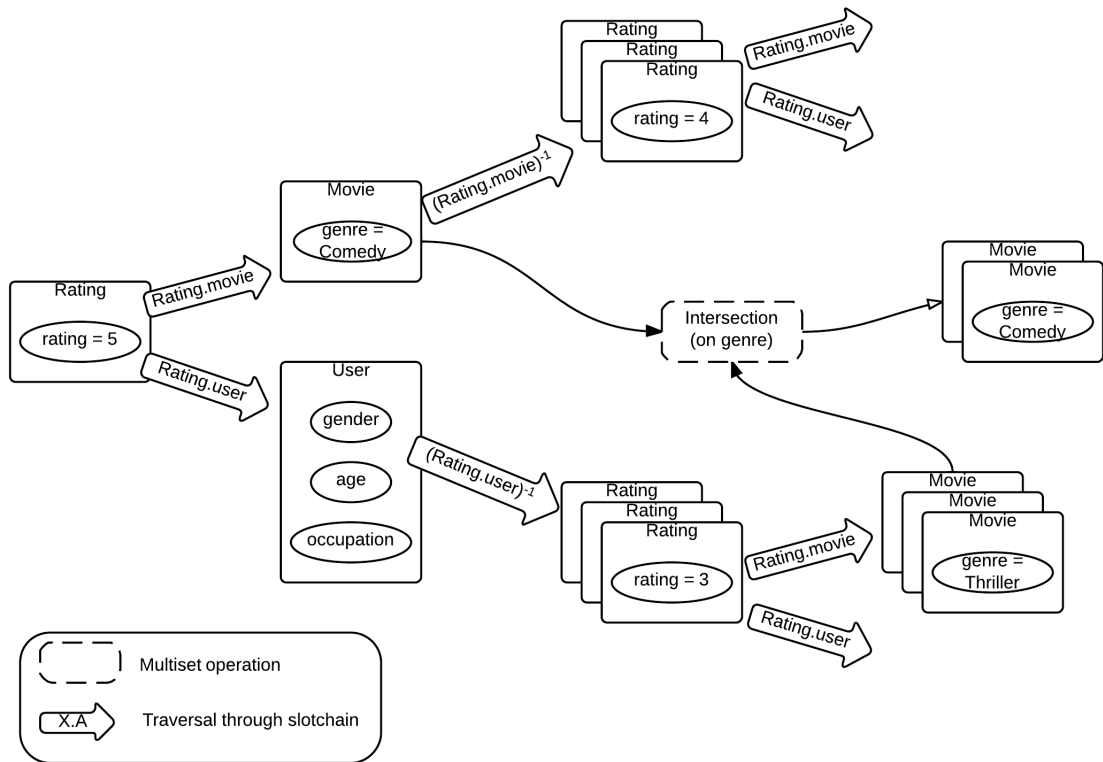 Rating
Rating
Rating
rating = 4
Rating.movie
Rating.user
(Rating.movie)-1
Movie
genre =
Comedy
Rating
rating = 5
Rating.movie
Rating.user
Intersection
(on genre)
Movie
Movie
genre =
Comedy
User
gender
age
occupation
(Rating.user)-1
Rating
Rating
Rating
rating = 3
Rating.movie
Rating.user
Movie
Movie
Movie
genre =
Thriller
Multiset operation
X.A
Traversal through slotchain